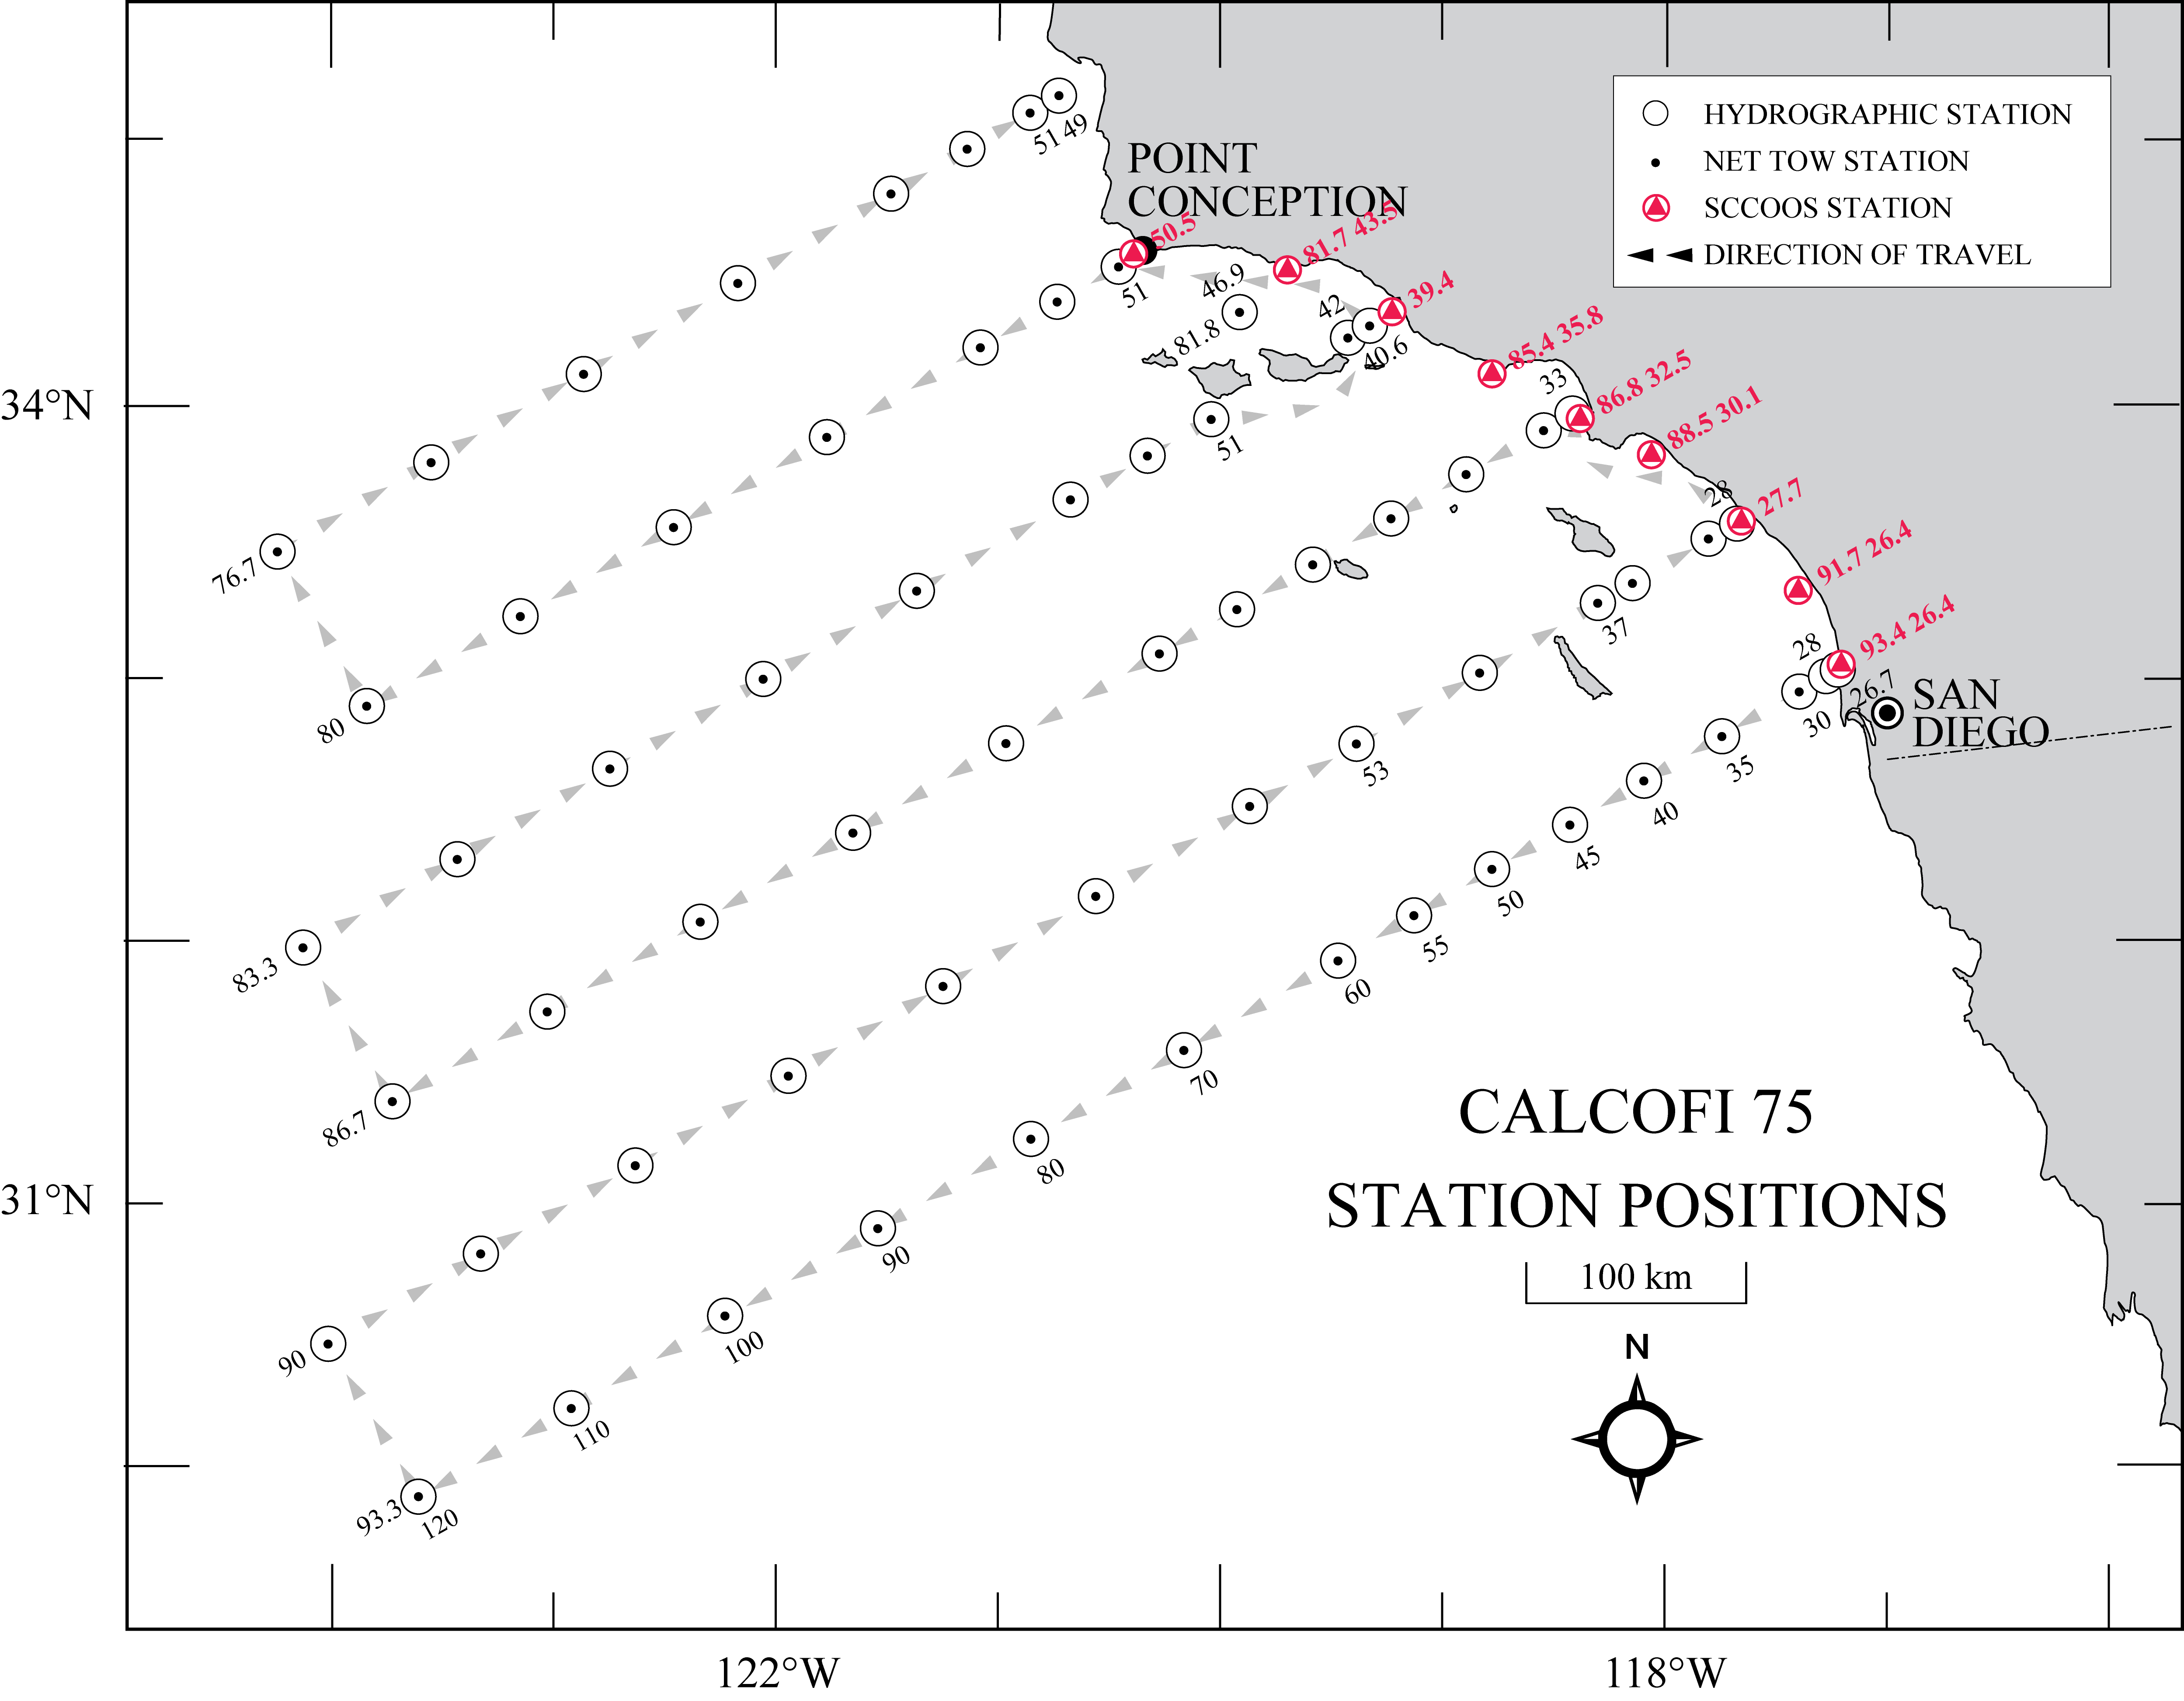 HYDROGRAPHIC STATION
NET TOW STATION
SCCOOS STATION
DIRECTION OF TRAVEL
51 49
POINT
CONCEPTION
50.5
81.7 43.5
51
46.9
42
39.4
81.8
40.6
85.4 35.8
34°N
33
86.8 32.5
51
88.5 30.1
28
27.7
76.7
91.7 26.4
37
93.4 26.4
28
26.7
SAN
DIEGO
30
80
35
53
40
45
50
55
83.3
60
70
86.7
CALCOFI 75
STATION POSITIONS
80
31°N
90
100 km
100
N
90
110
93.3
120
122°W
118°W